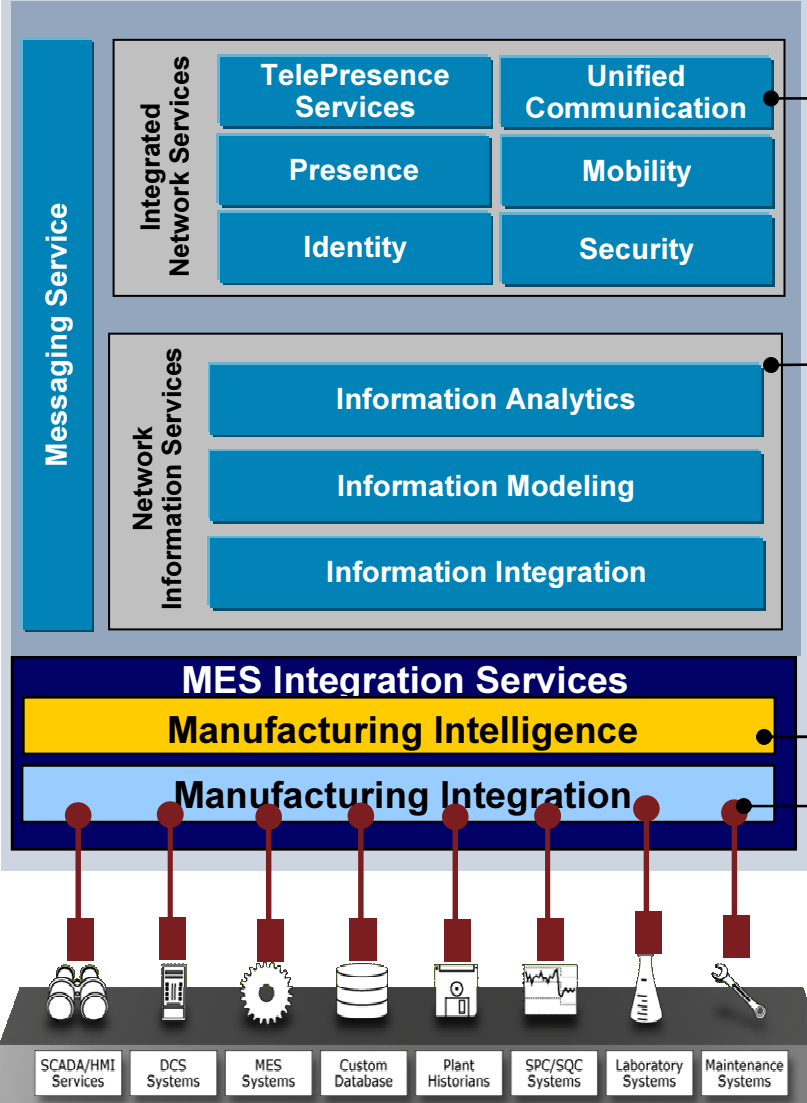 Messaging Service
Integrated
Network Services
TelePresence
Services
Unified
Communication
Presence
Mobility
Identity
Security
Network
Information Services
Information Analytics
Information Modeling
Information Integration
MES Integration Services
Manufacturing Intelligence
Manufacturing Integration
SCADA/HMI
Services
DCS
Systems
MES
Systems
Custom
Database
Plant
Historians
SPC/SQC
Systems
Laboratory
Systems
Maintenance
Systems